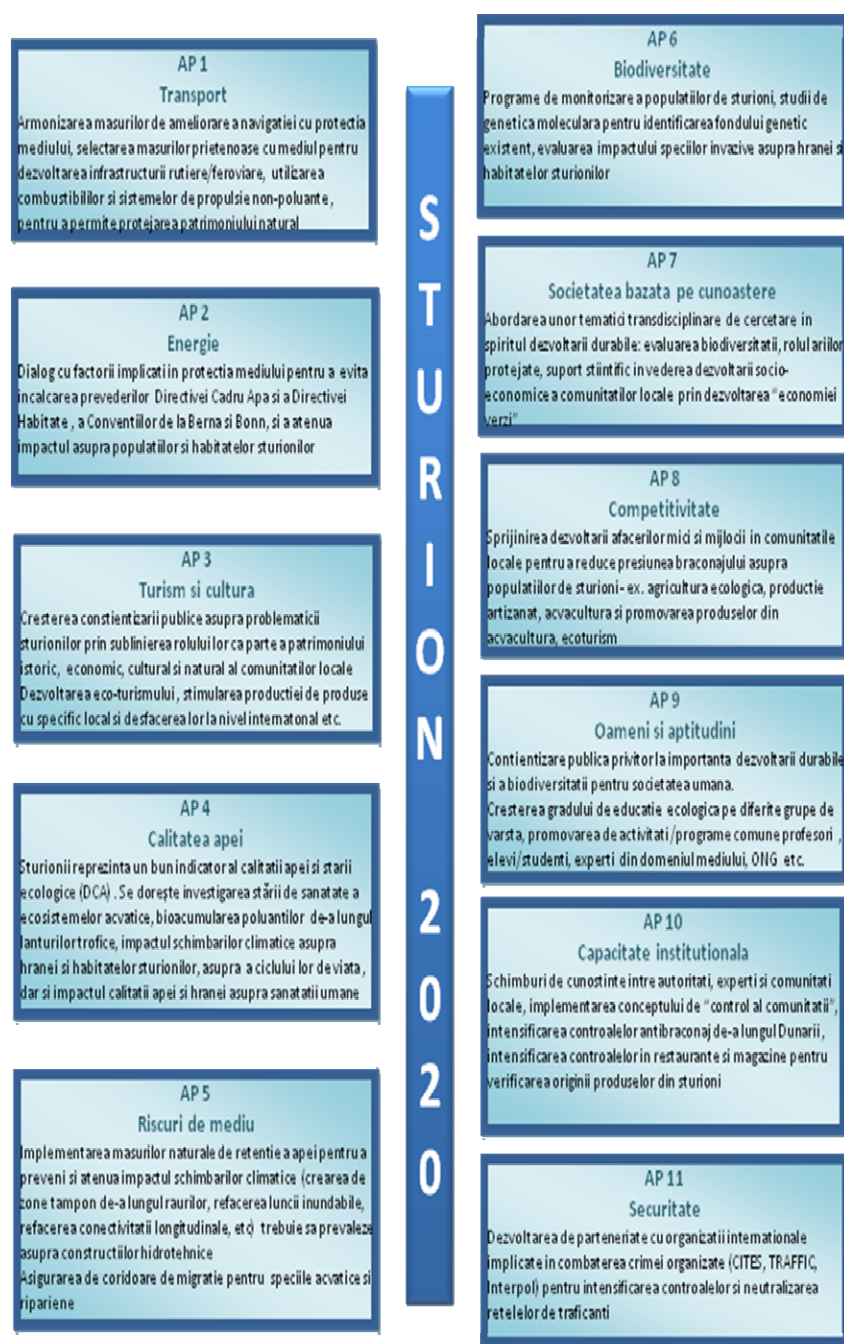 AP 1
Transport
Armonizarea masurilor de ameliorare a navigatiei cu protectia
mediului, selectarea masurilor prietenoase cu mediul pentru
dezvoltarea infrastructurii rutiere/feroviare, utilizarea
combustibililor si sistemelor de propulsie non-poluante,
pentru a permite protejarea patrimoniului natural
AP 2
Energie
Dialog cu factorii implicati in protectia mediului pentru a evita
incalcarea prevederilor Directivei Cadru Apa si a Directivei
Habitate , a Conventiilor de la Berna si Bonn, si a atenua
impactul asupra populatiilor si habitatelor sturionilor
AP 3
Turism si cultura
Cresterea constientizarii publice asupra problematicii
sturionilor prin sublinierea rolului lor ca parte a patrimoniului
istoric, economic, cultural si natural al comunitatilor locale
Dezvoltarea eco-turismului, stimularea productiei de produse
cu specific local si desfacerea lor la nivel internatonal etc.
AP 4
Calitatea apei
Sturionii reprezinta un bun indicator al calitatii apei si starii
ecologice (DCA) . Se dorește investigarea stării de sanatate a
ecosistemelor acvatice, bioacumularea poluantilor de-a lungul
lanturilor trofice, impactul schimbarilor climatice asupra
hranei si habitatelor sturionilor, asupra a ciclului lor de viata,
dar si impactul calitatii apei si hranei asupra sanatatii umane
AP 5
Riscuri de mediu
Implementarea masurilor naturale de retentie a apei pentru a
preveni si atenua impactul schimbarilor climatice (crearea de
zone tampon de-a lungul raurilor, refacerea luncii inundabile,
refacerea conectivitatii longitudinale, etc) trebuie sa prevaleze
asupra constructiilor hidrotehnice
Asigurarea de coridoare de migratie pentru speciile acvatice si
ripariene
STURION 2020
AP 6
Biodiversitate
Programe de monitorizare a populatiilor de sturioni, studii de
genetica moleculara pentru identificarea fondului genetic
existent, evaluarea impactului speciilor invazive asupra hranei si
habitatelor sturionilor
AP 7
Societatea bazata pe cunoastere
Abordarea unor tematici transdisciplinare de cercetare in
spiritul dezvoltarii durabile: evaluarea biodiversitatii, rolul ariilor
protejate, suport stiintific in vederea dezvoltarii socio-
economice a comunitatilor locale prin dezvoltarea "economiei
verzi"
AP 8
Competitivitate
Sprijinirea dezvoltarii afacerilor mici si mijlocii in comunitatile
locale pentru a reduce presiunea braconajului asupra
populatiilor de sturioni- ex. agricultura ecologica, productie
artizanat, acvacultura si promovarea produselor din
acvacultura, ecoturism
AP 9
Oameni si aptitudini
Contientizare publica privitor la importanta dezvoltarii durabile
si a biodiversitatii pentru societatea umana.
Cresterea gradului de educatie ecologica pe diferite grupe de
varsta, promovarea de activitati/programe comune profesori ,
elevi/studenti, experti din domeniul mediului, ONG etc.
AP 10
Capacitate institutionala
Schimburi de cunostinte intre autoritati, experti si comunitati
locale, implementarea conceptului de "control al comunitatii",
intensificarea controalelor antibraconaj de-a lungul Dunarii,
intensificarea controalelor in restaurante si magazine pentru
verificarea originii produselor din sturioni
AP 11
Securitate
Dezvoltarea de parteneriate cu organizatii internationale
implicate in combaterea crimei organizate (CITES, TRAFFIC,
Interpol) pentru intensificarea controalelor si neutralizarea
retelelor de traficanti